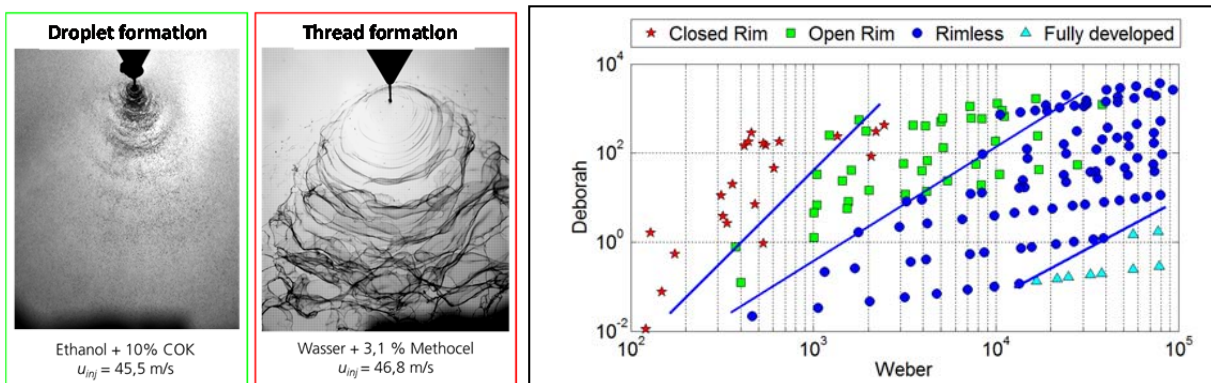 Droplet formation
Ethanol + 10% COK
u_inj = 45,5 m/s
Thread formation
Wasser + 3,1 % Methocel
u_inj = 46,8 m/s
Closed Rim Open Rim Rimless Fully developed
Deborah
10^4
10^2
10^0
10^-2
10^2 10^3 10^4 10^5
Weber